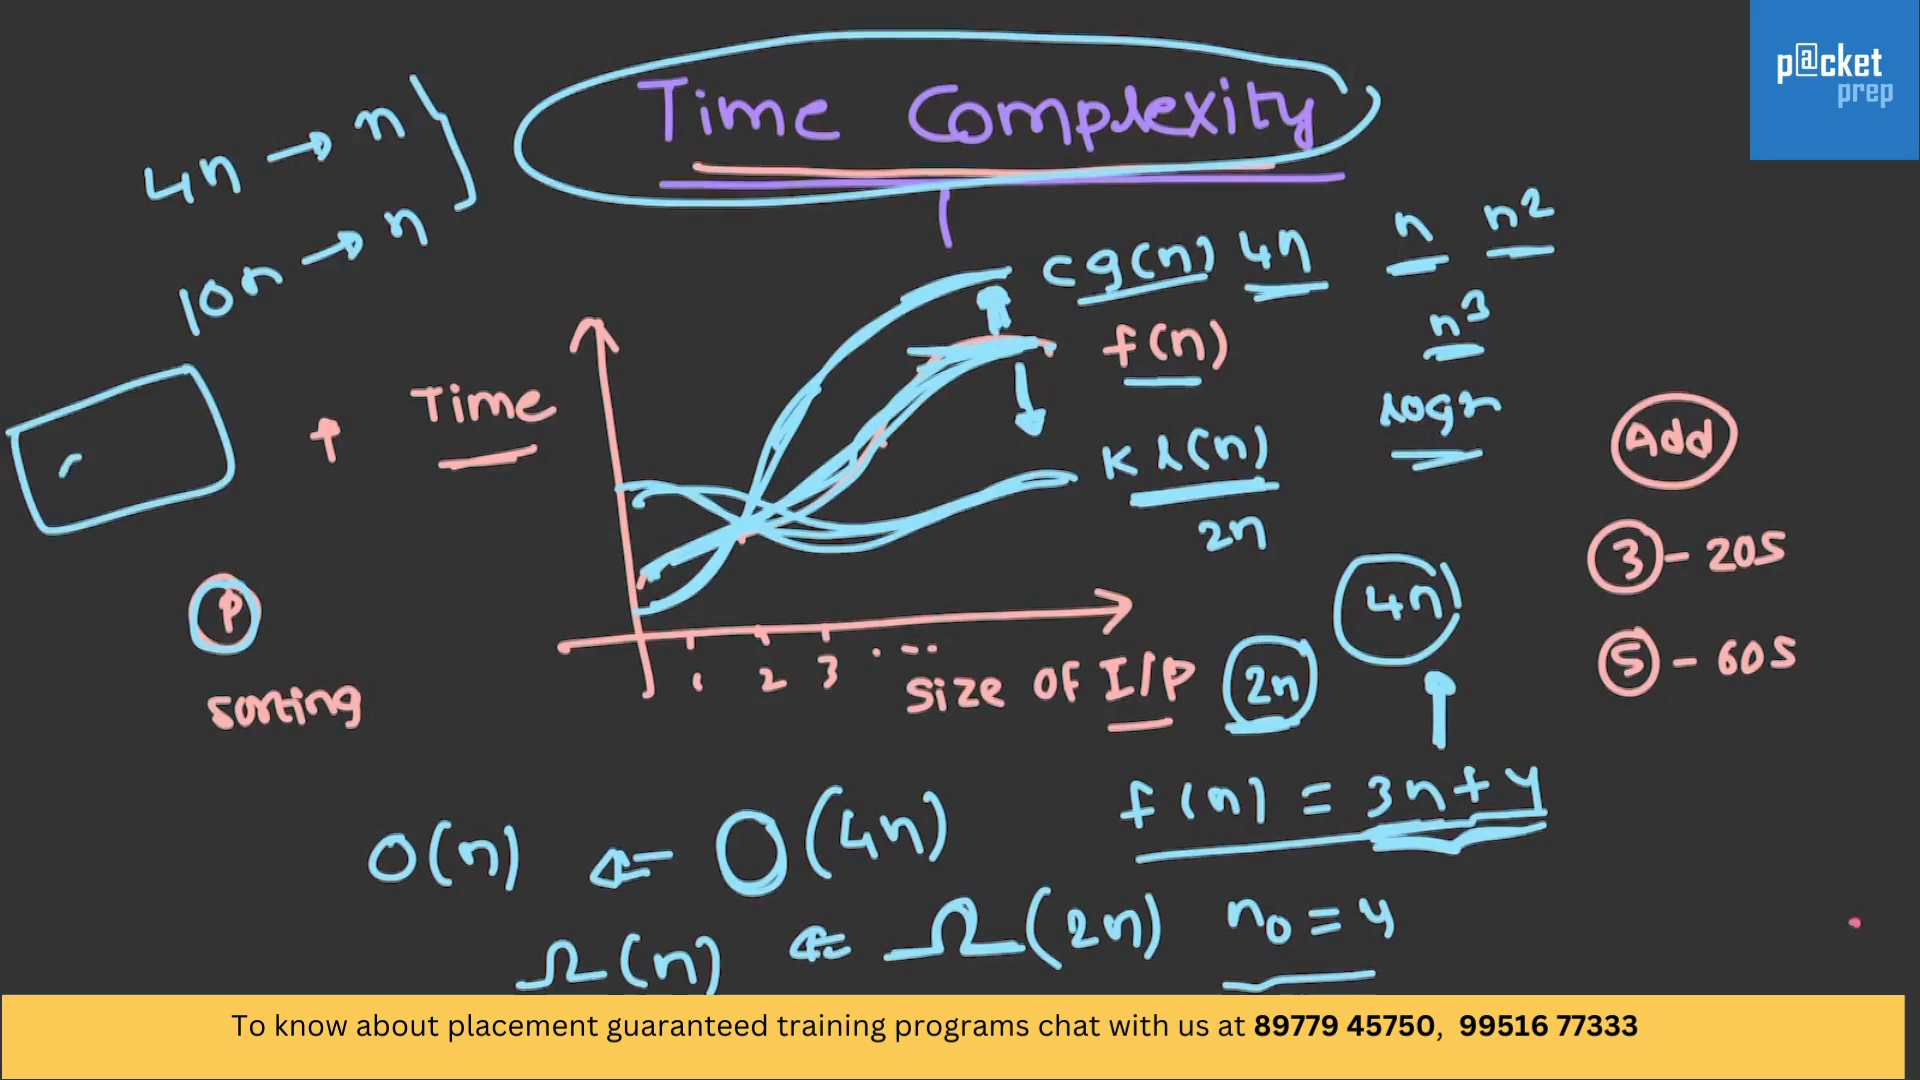 p@cket
prep
Time Complexity
4n → n
10n → n
cg(n) 4n
n n2
n3
f(n)
logn
Time
Add
K h(n)
2n
3 - 20S
4n
P
sorting
1 2 3 . . .
size OF I/P
2n
5 - 60S
f(n) = 3n+4
O(n) ← O(4n)
Ω(n) ← Ω(2n)
n0 = 4
To know about placement guaranteed training programs chat with us at 89779 45750, 99516 77333